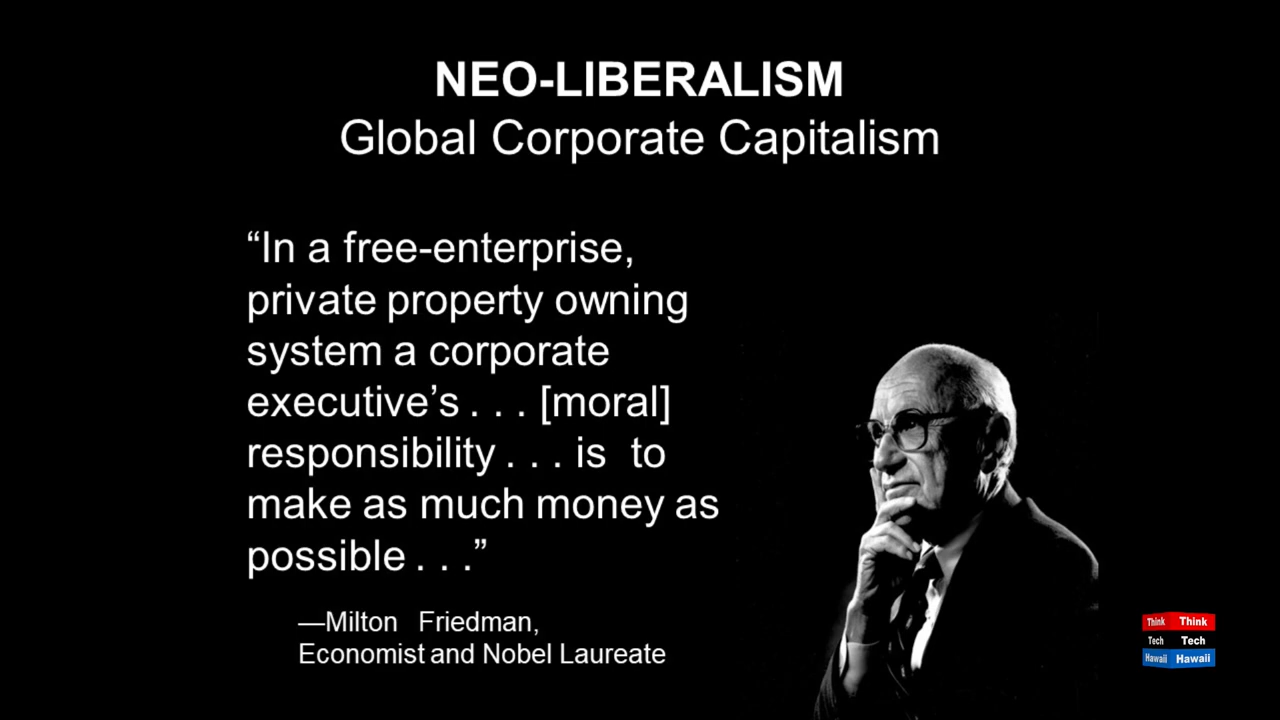 NEO-LIBERALISM
Global Corporate Capitalism
“In a free-enterprise,
private property owning
system a corporate
executive’s . . . [moral]
responsibility . . . is  to
make as much money as
possible . . .”
—Milton   Friedman,
Economist and Nobel Laureate
Think Think
Tech Tech
Hawaii Hawaii